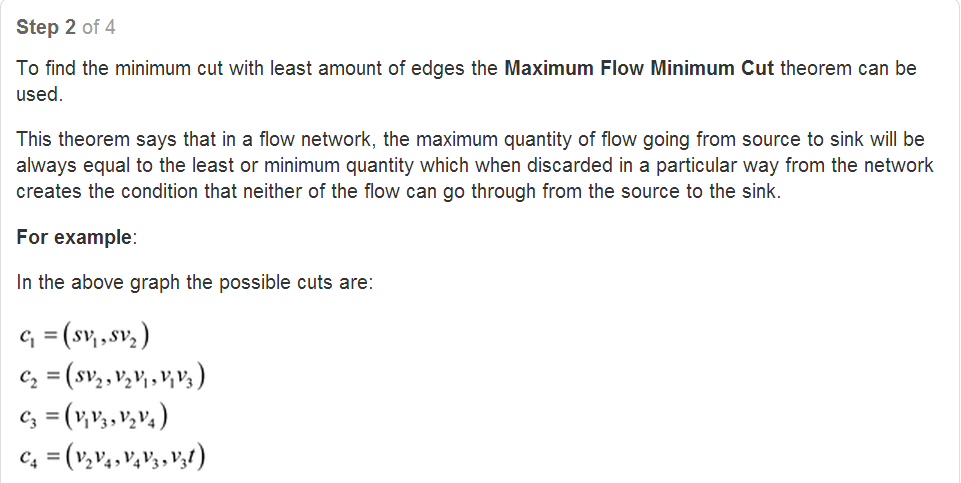 Step 2 of 4
To find the minimum cut with least amount of edges the Maximum Flow Minimum Cut theorem can be
used.
This theorem says that in a flow network, the maximum quantity of flow going from source to sink will be
always equal to the least or minimum quantity which when discarded in a particular way from the network
creates the condition that neither of the flow can go through from the source to the sink.
For example:
In the above graph the possible cuts are:
c₁ = (sv₁, sv₂)
c₂ = (sv₂, v₂v₁, v₁v₃)
c₃ = (v₁v₃, v₂v₄)
c₄ = (v₂v₄, v₄v₃, v₃t)